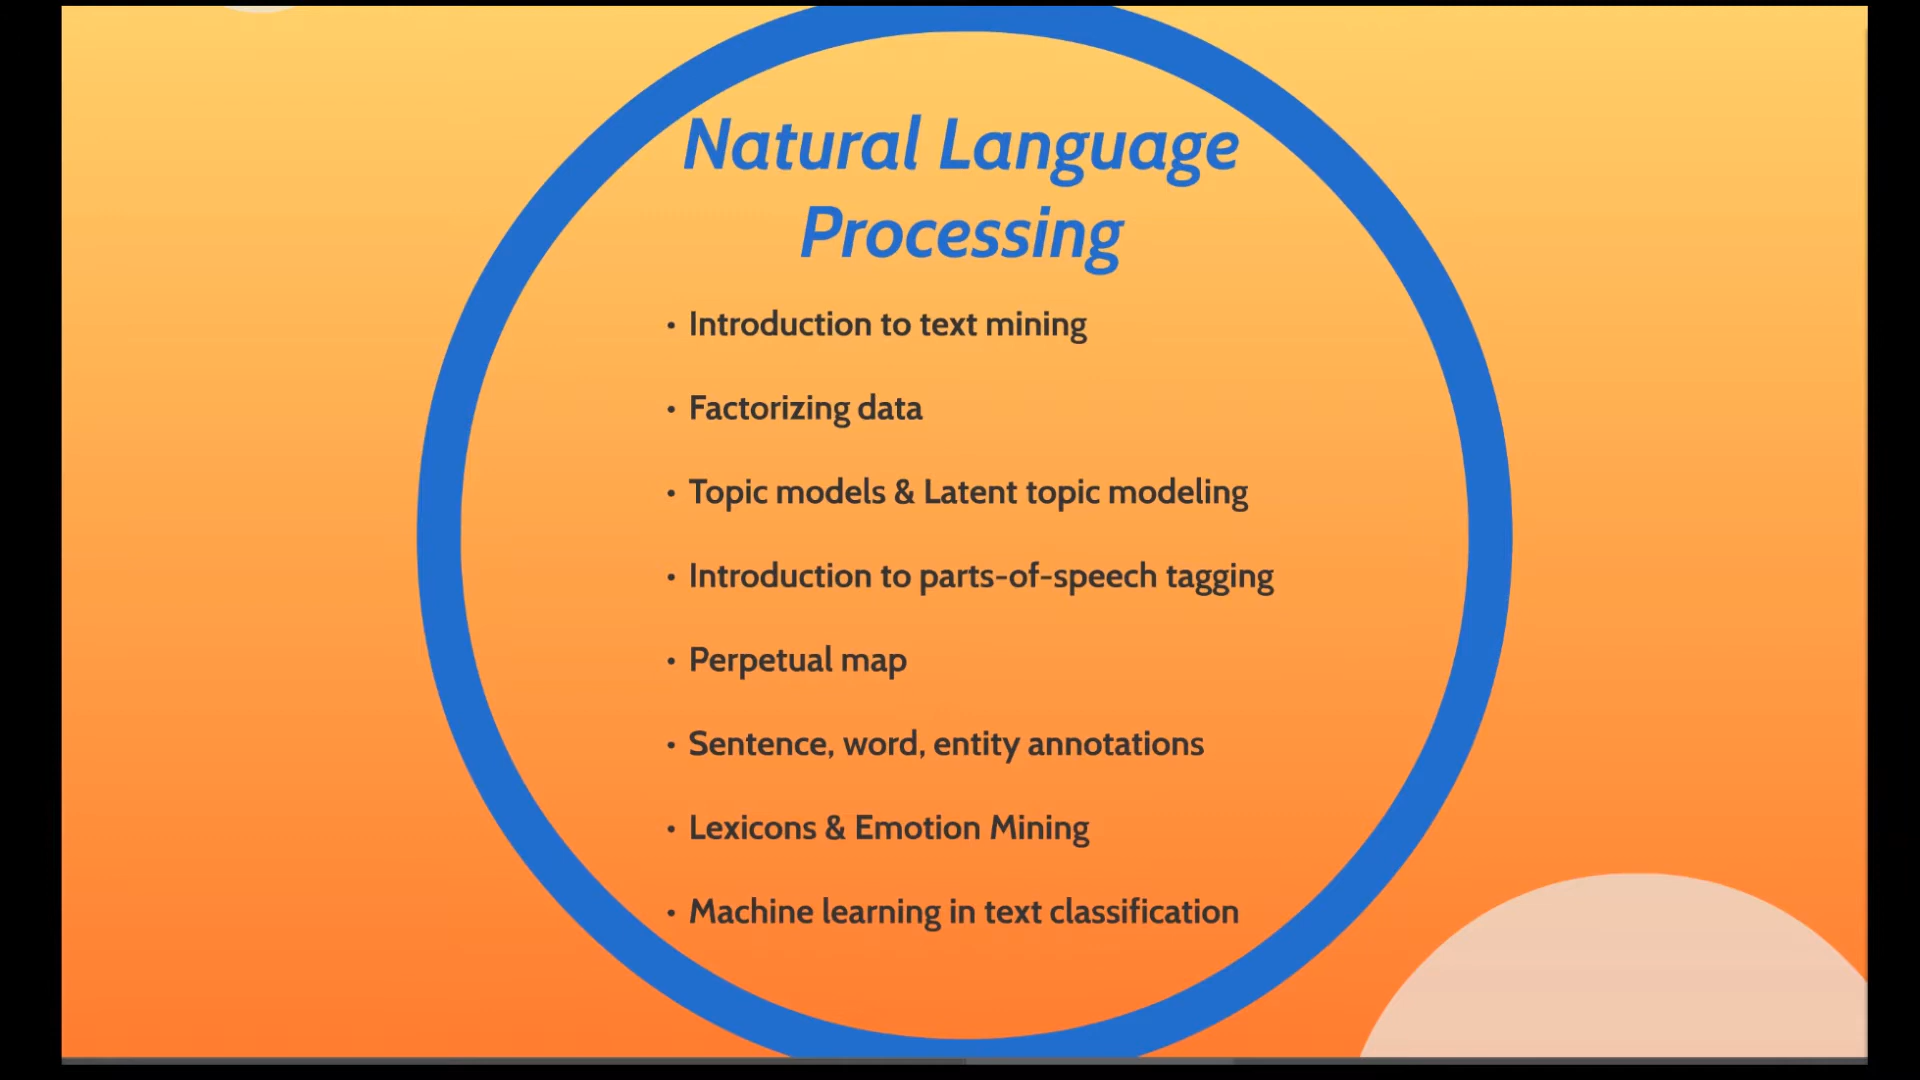 Natural Language
Processing
• Introduction to text mining
• Factorizing data
• Topic models & Latent topic modeling
• Introduction to parts-of-speech tagging
• Perpetual map
• Sentence, word, entity annotations
• Lexicons & Emotion Mining
• Machine learning in text classification